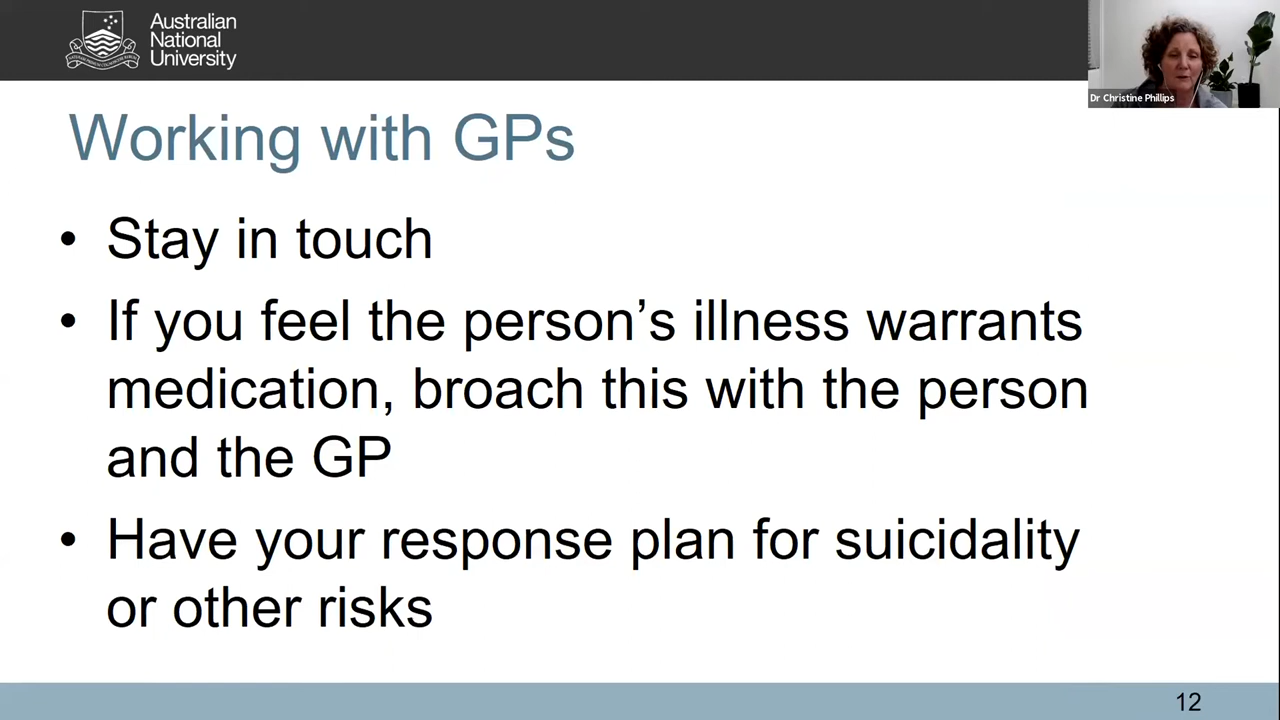 Australian
National
University
Dr Christine Phillips
Working with GPs
• Stay in touch
• If you feel the person’s illness warrants
medication, broach this with the person
and the GP
• Have your response plan for suicidality
or other risks
12